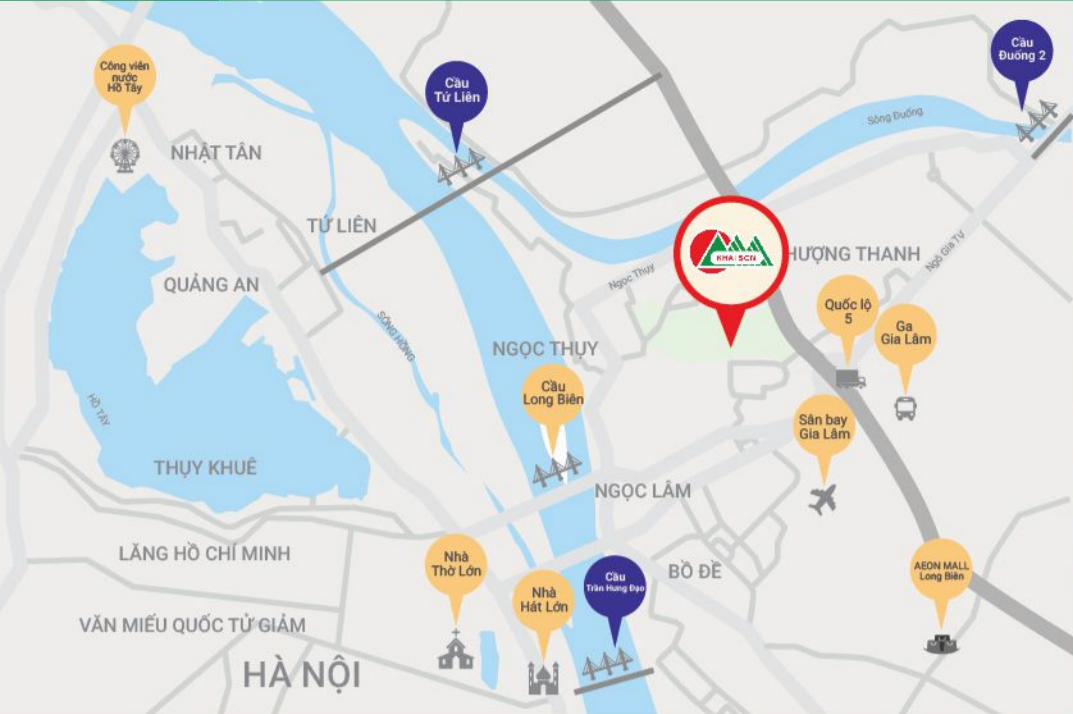 Công viên
nước
Hồ Tây
Cầu
Tứ Liên
Cầu
Đuống 2
Sông Đuống
NHẬT TÂN
TỨ LIÊN
KHAI SƠN
HƯỢNG THANH
Ngô Gia Tự
Ngọc Thụy
QUẢNG AN
Quốc lộ
5
Ga
Gia Lâm
SÔNG HỒNG
NGỌC THỤY
Cầu
Long Biên
HỒ TÂY
Sân bay
Gia Lâm
THỤY KHUÊ
NGỌC LÂM
LĂNG HỒ CHÍ MINH
Nhà
Thờ Lớn
Nhà
Hát Lớn
Cầu
Trần Hưng Đạo
BỒ ĐỀ
AEON MALL
Long Biên
VĂN MIẾU QUỐC TỬ GIẢM
HÀ NỘI